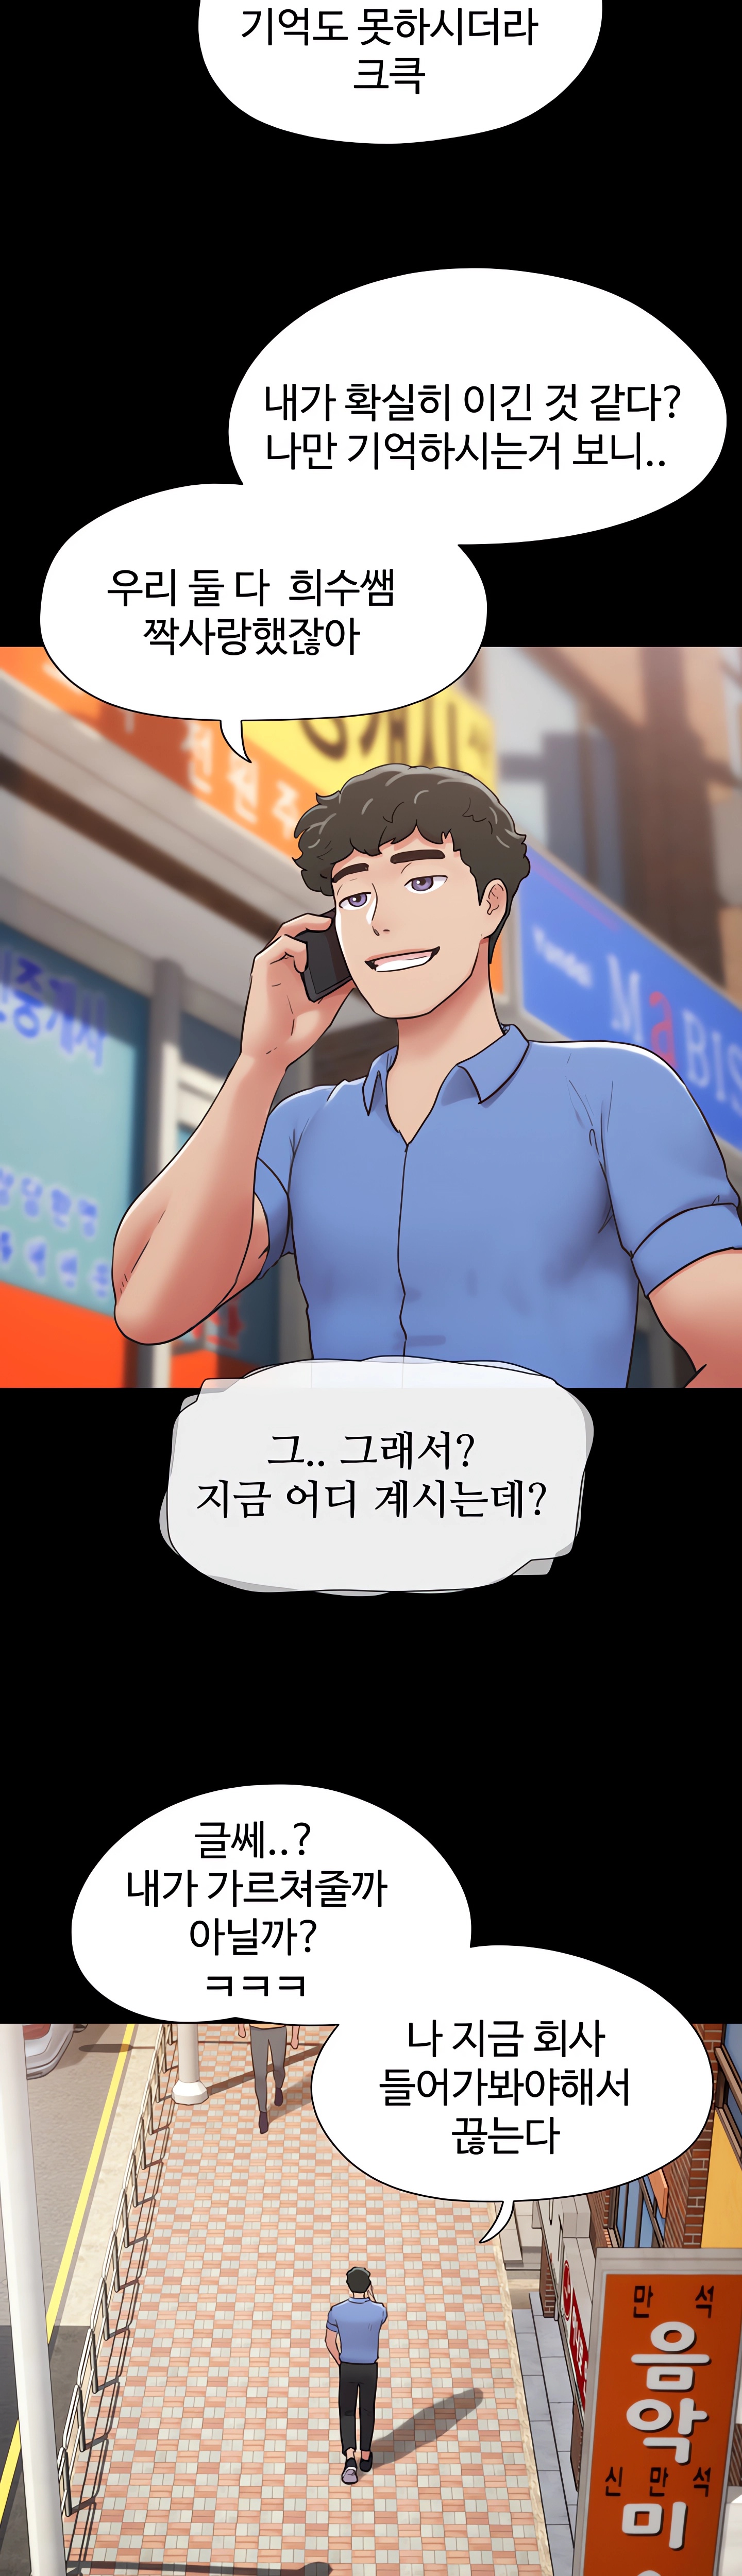 기억도 못하시더라
크큭
내가 확실히 이긴 것 같다?
나만 기억하시는거 보니..
우리 둘 다 희수쌤
짝사랑했잖아
Yundai
MaBIS
그.. 그래서?
지금 어디 계시는데?
글쎄..?
내가 가르쳐줄까
아닐까?
ㅋㅋㅋ
나 지금 회사
들어가봐야해서
끊는다
만 석
음악
신 만 석
미